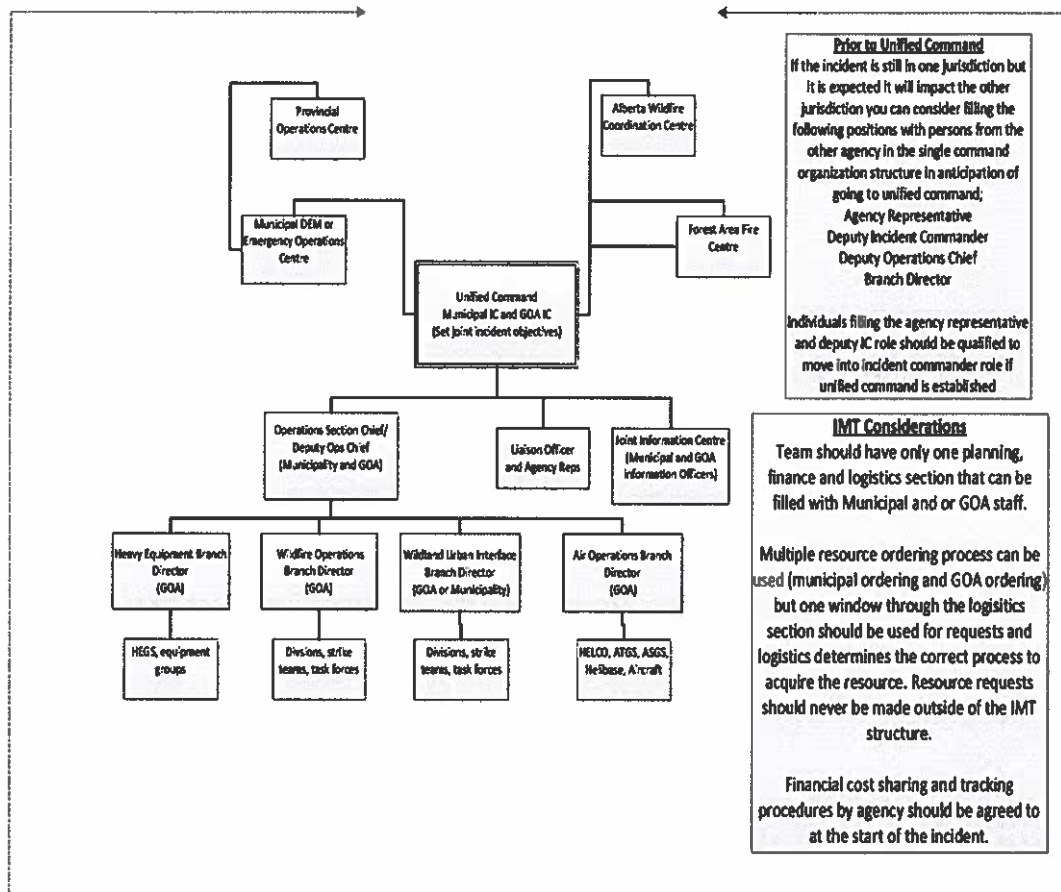 Provincial
Operations Centre
Alberta Wildfire
Coordination Centre
Municipal DEM or
Emergency Operations
Centre
Forest Area Fire
Centre
Unified Command
Municipal IC and GOA IC
(Set joint incident objectives)
Operations Section Chief/
Deputy Ops Chief
(Municipality and GOA)
Liaison Officer
and Agency Reps
Joint Information Centre
(Municipal and GOA
Information Officers)
Heavy Equipment Branch
Director
(GOA)
Wildfire Operations
Branch Director
(GOA)
Wildland Urban Interface
Branch Director
(GOA or Municipality)
Air Operations Branch
Director
(GOA)
HEGS, equipment
groups
Divisions, strike
teams, task forces
Divisions, strike
teams, task forces
HELCO, ATGS, ASGS,
Helibase, Aircraft
Prior to Unified Command
If the incident is still in one jurisdiction but
it is expected it will impact the other
jurisdiction you can consider filling the
following positions with persons from the
other agency in the single command
organization structure in anticipation of
going to unified command;
Agency Representative
Deputy Incident Commander
Deputy Operations Chief
Branch Director
Individuals filling the agency representative
and deputy IC role should be qualified to
move into incident commander role if
unified command is established
IMT Considerations
Team should have only one planning,
finance and logistics section that can be
filled with Municipal and or GOA staff.
Multiple resource ordering process can be
used (municipal ordering and GOA ordering)
but one window through the logisitics
section should be used for requests and
logistics determines the correct process to
acquire the resource. Resource requests
should never be made outside of the IMT
structure.
Financial cost sharing and tracking
procedures by agency should be agreed to
at the start of the incident.